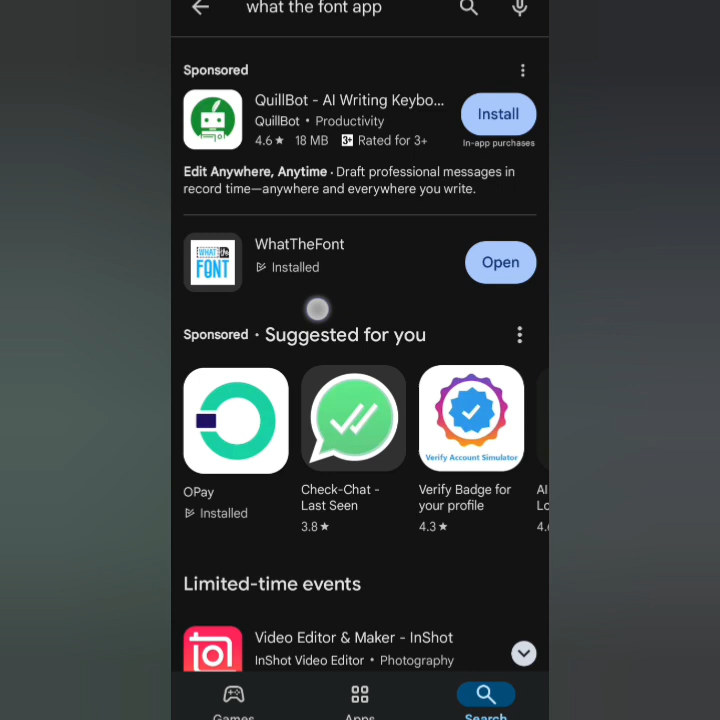 what the font app
Sponsored
QuillBot - AI Writing Keybo...
QuillBot • Productivity
4.6★ 18 MB 3+ Rated for 3+
Install
In-app purchases
Edit Anywhere, Anytime · Draft professional messages in
record time—anywhere and everywhere you write.
WHAT the
FONT
WhatTheFont
Installed
Open
Sponsored · Suggested for you
Verify Account Simulator
OPay
Installed
Check-Chat -
Last Seen
3.8★
Verify Badge for
your profile
4.3★
AI
4.
Limited-time events
Video Editor & Maker - InShot
InShot Video Editor • Photography
Games
Apps
Search